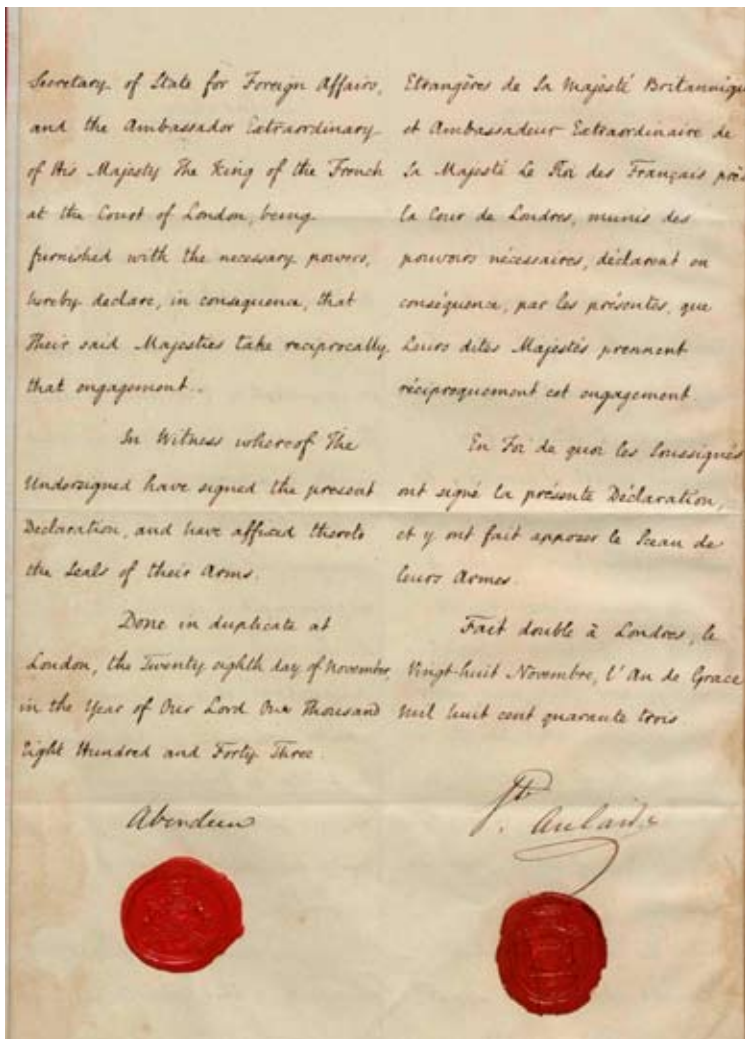 Secretary of State for Foreign Affairs,
and the Ambassador Extraordinary
of His Majesty The King of the French
at the Court of London, being
furnished with the necessary powers,
hereby declare, in consequence, that
Their said Majesties take reciprocally
that engagement.
In Witness whereof The
Undersigned have signed the present
Declaration, and have affixed thereto
the Seals of their Arms.
Done in duplicate at
London, the Twenty eighth day of November,
in the Year of Our Lord One Thousand
Eight Hundred and Forty Three.
Aberdeen
Etrangères de Sa Majesté Britannique
et Ambassadeur Extraordinaire de
Sa Majesté Le Roi des Français près
la Cour de Londres, munis des
pouvoirs nécessaires, déclarent en
conséquence, par les présentes, que
Leurs dites Majestés prennent
réciproquement cet engagement
En Foi de quoi les Soussignés
ont signé la présente Déclaration,
et y ont fait apposer le Sceau de
leurs Armes.
Fait double à Londres, le
Vingt-huit Novembre, l'An de Grace
Mil huit cent quarante trois
St. Aulaire